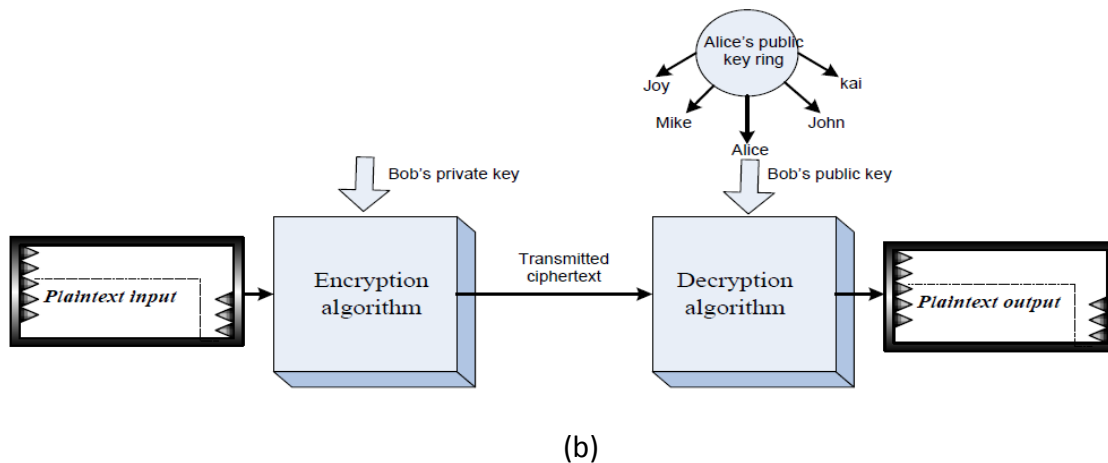 Alice's public
key ring
Joy
kai
Mike
John
Alice
Bob's private key
Bob's public key
Plaintext input
Encryption
algorithm
Transmitted
ciphertext
Decryption
algorithm
Plaintext output
(b)